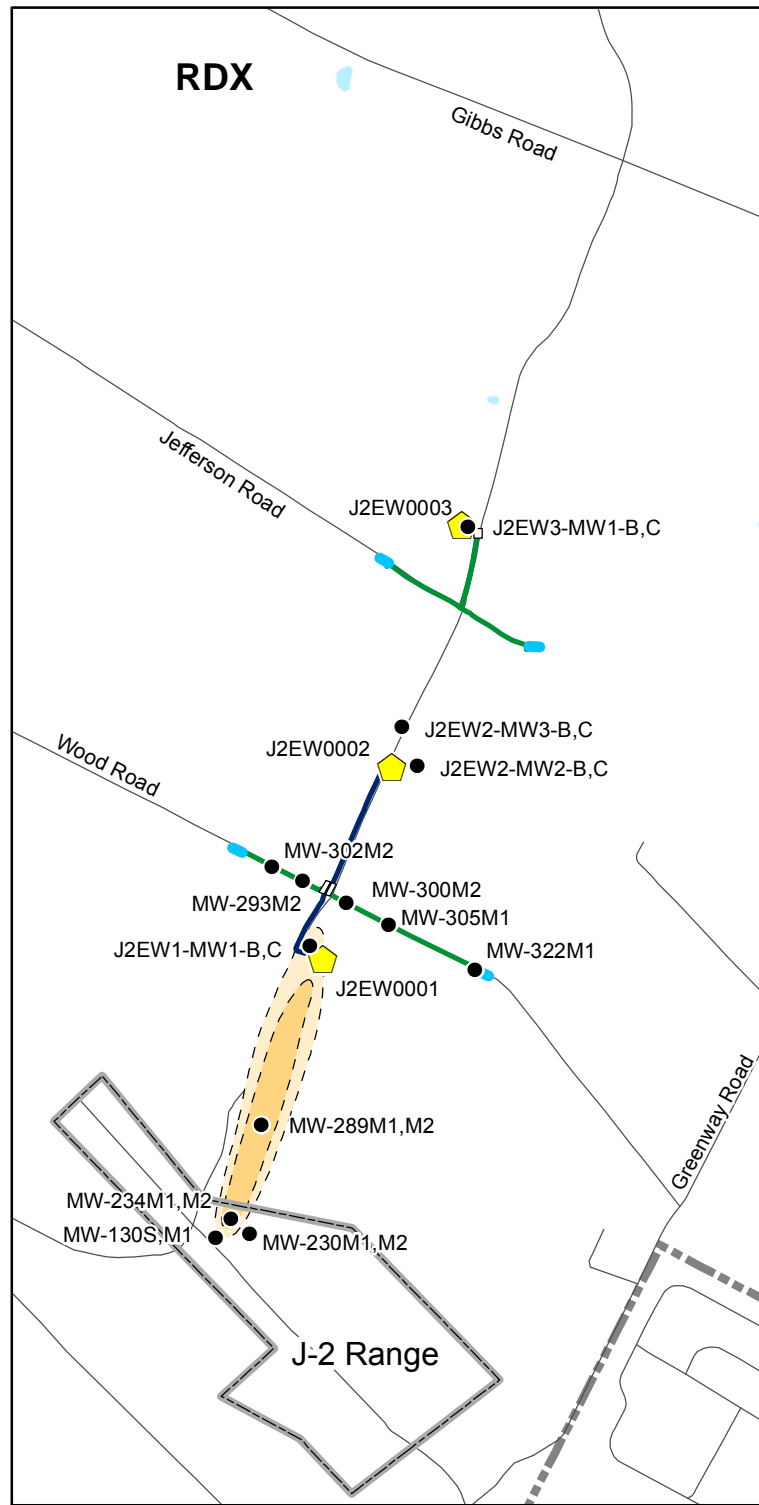 RDX
Gibbs Road
Jefferson Road
J2EW0003
J2EW3-MW1-B,C
J2EW2-MW3-B,C
J2EW0002
J2EW2-MW2-B,C
Wood Road
MW-302M2
MW-293M2
MW-300M2
MW-305M1
J2EW1-MW1-B,C
MW-322M1
J2EW0001
MW-289M1,M2
Greenway Road
MW-234M1,M2
MW-130S,M1
MW-230M1,M2
J-2 Range